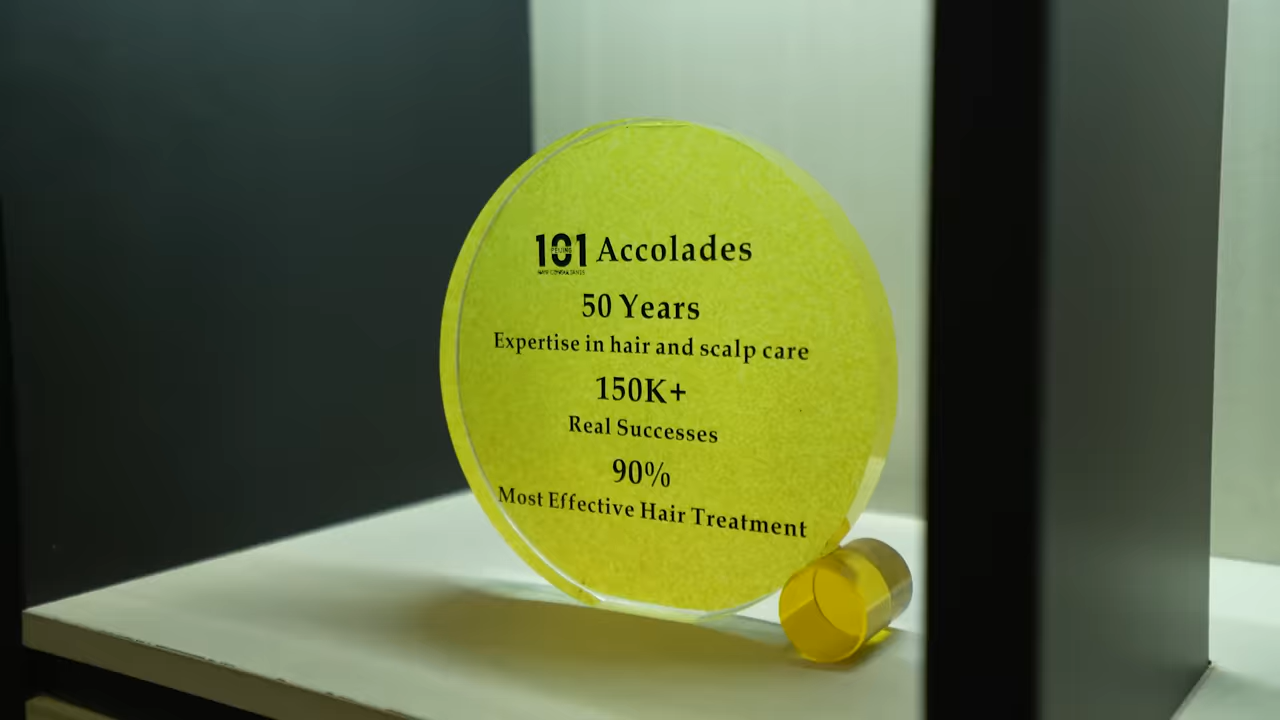 101 Accolades
50 Years
Expertise in hair and scalp care
150K+
Real Successes
90%
Most Effective Hair Treatment